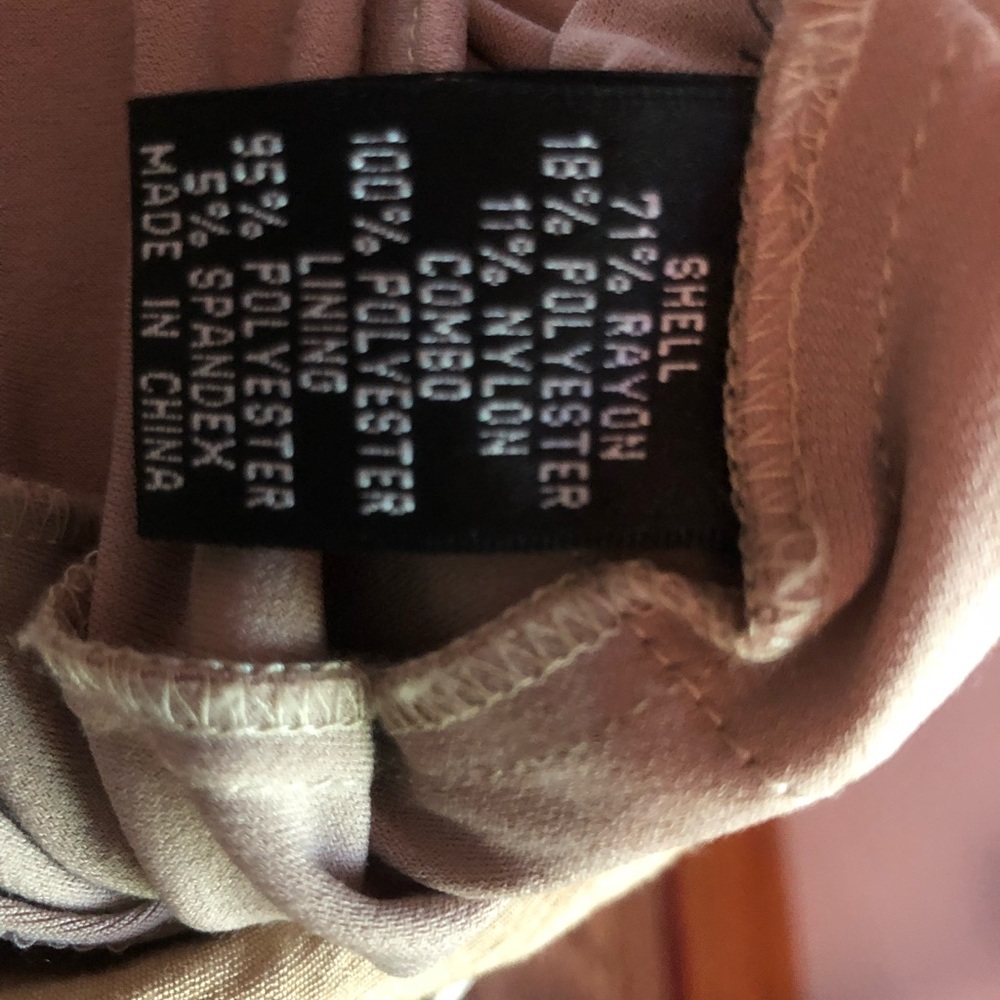 SHELL
71% RAYON
18% POLYESTER
11% NYLON
COMBO
100% POLYESTER
LINING
95% POLYESTER
5% SPANDEX
MADE IN CHINA